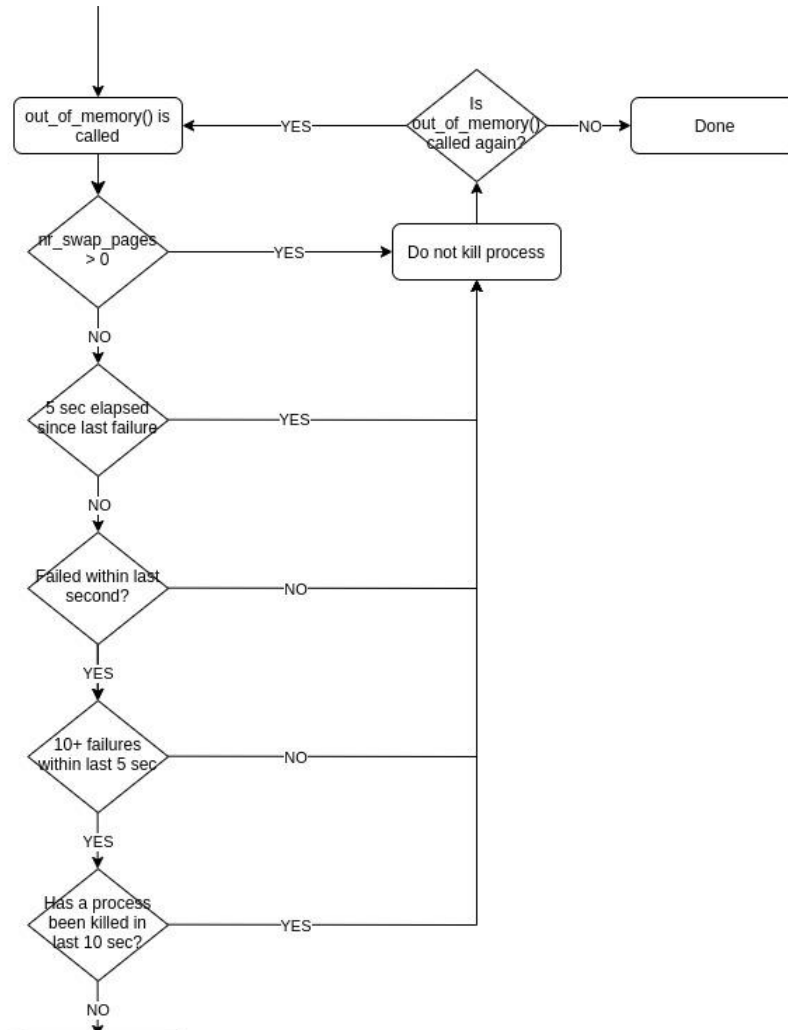 out_of_memory() is
called
Is
out_of_memory()
called again?
YES
NO
Done
nr_swap_pages
> 0
YES
Do not kill process
NO
5 sec elapsed
since last failure
YES
NO
Failed within last
second?
NO
YES
10+ failures
within last 5 sec
NO
YES
Has a process
been killed in
last 10 sec?
YES
NO